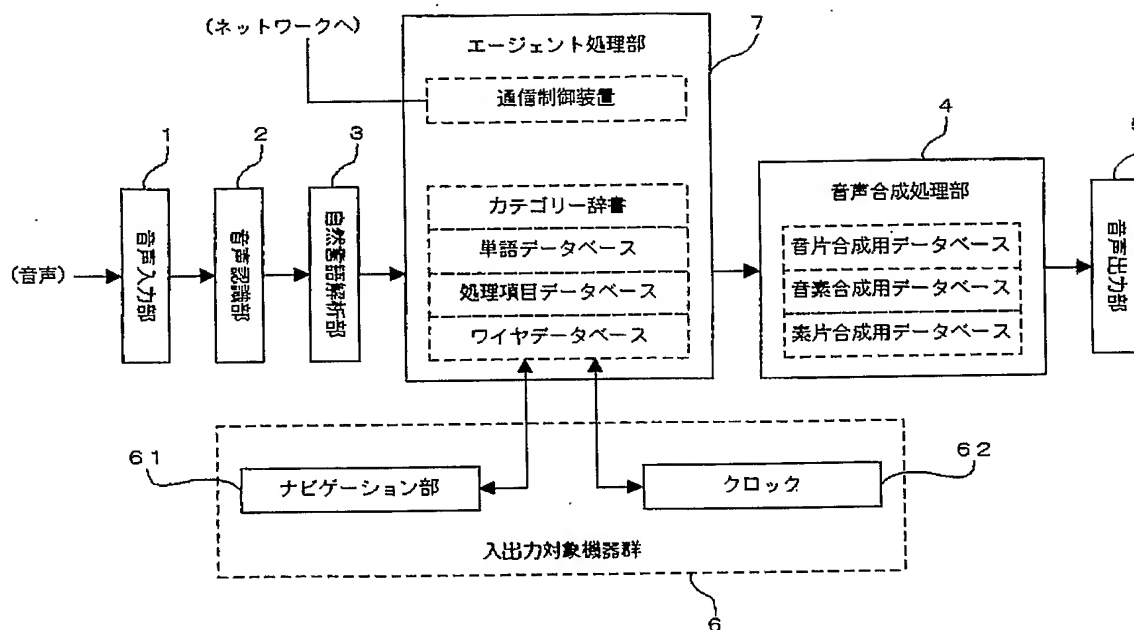 (ネットワークへ)
エージェント処理部
7
通信制御装置
1
2
3
4
5
(音声)
音声入力部
音声認識部
自然言語解析部
カテゴリー辞書
単語データベース
処理項目データベース
ワイヤデータベース
音声合成処理部
音片合成用データベース
音素合成用データベース
素片合成用データベース
音声出力部
61
ナビゲーション部
クロック
62
入出力対象機器群
6